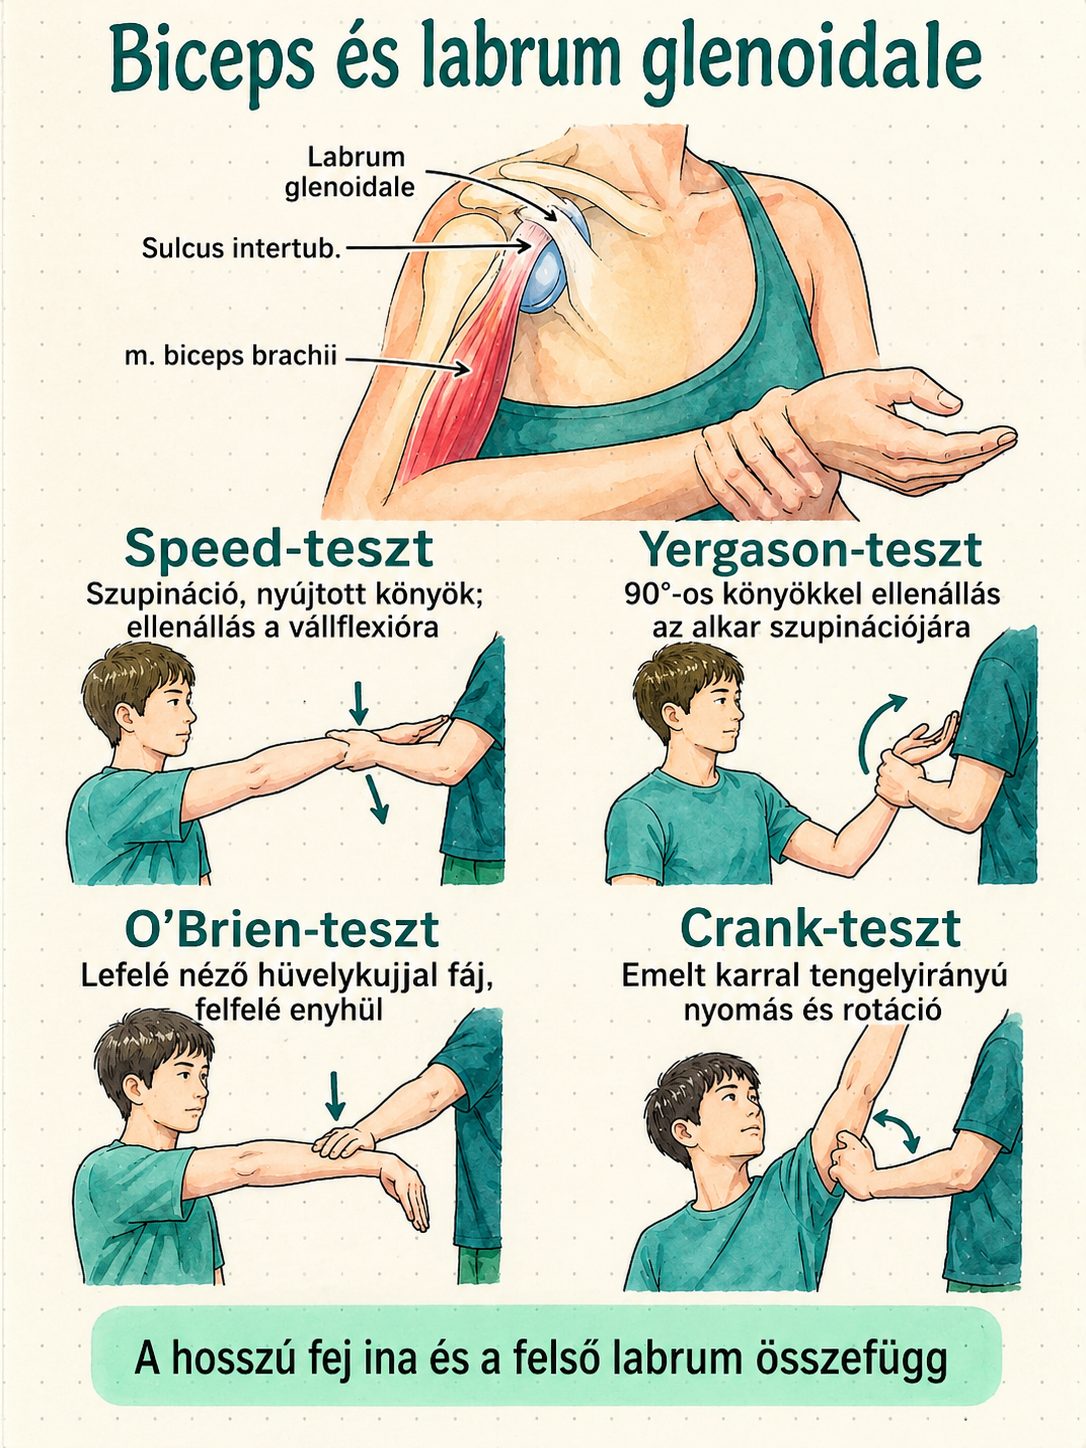 Biceps és labrum glenoidale
Labrum
glenoidale
Sulcus intertub.
m. biceps brachii
Speed-teszt
Szupináció, nyújtott könyök;
ellenállás a vállflexióra
Yergason-teszt
90°-os könyökkel ellenállás
az alkar szupinációjára
O’Brien-teszt
Lefelé néző hüvelykujjal fáj,
felfelé enyhül
Crank-teszt
Emelt karral tengelyirányú
nyomás és rotáció
A hosszú fej ina és a felső labrum összefügg